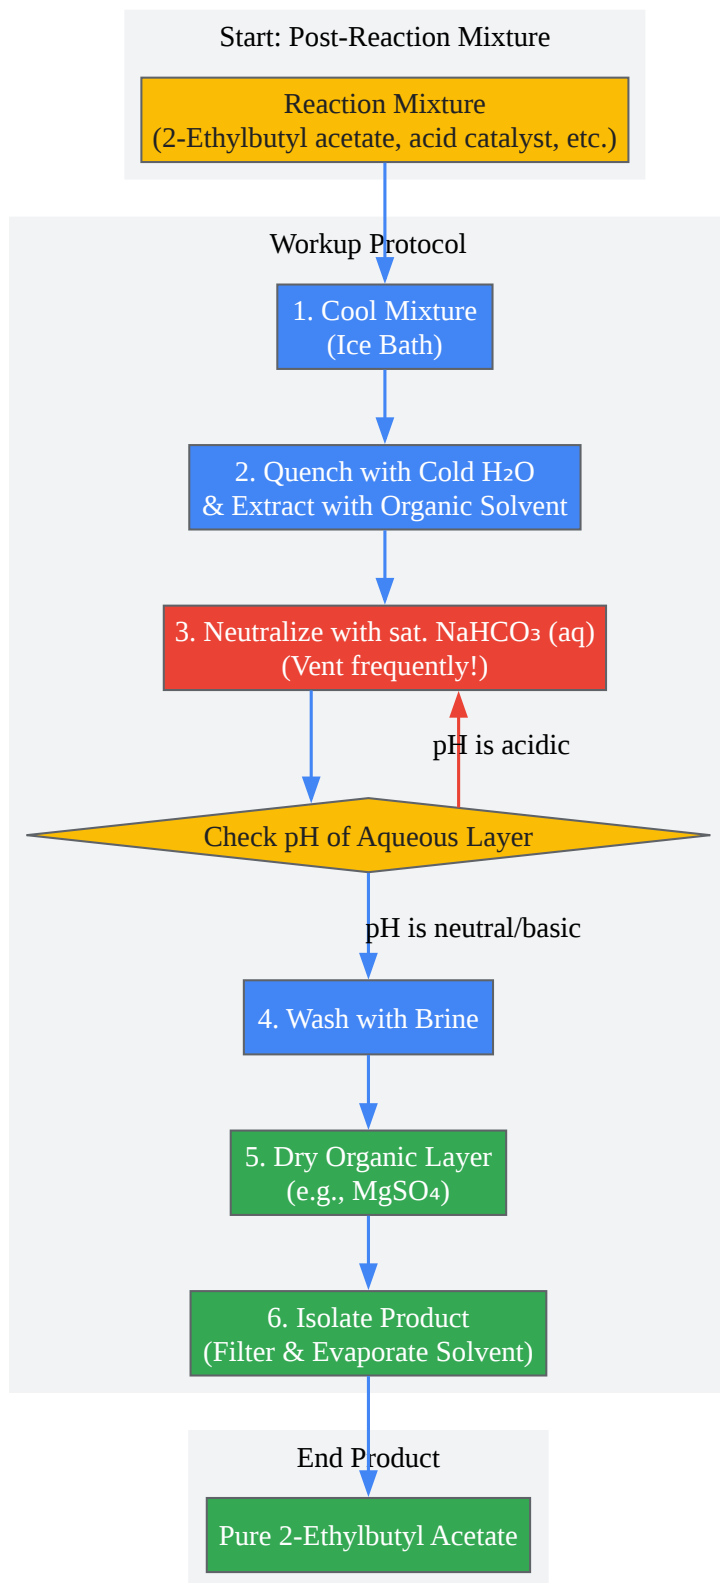 Start: Post-Reaction Mixture
Reaction Mixture
(2-Ethylbutyl acetate, acid catalyst, etc.)
Workup Protocol
1. Cool Mixture
(Ice Bath)
2. Quench with Cold H₂O
& Extract with Organic Solvent
3. Neutralize with sat. NaHCO₃ (aq)
(Vent frequently!)
pH is acidic
Check pH of Aqueous Layer
pH is neutral/basic
4. Wash with Brine
5. Dry Organic Layer
(e.g., MgSO₄)
6. Isolate Product
(Filter & Evaporate Solvent)
End Product
Pure 2-Ethylbutyl Acetate